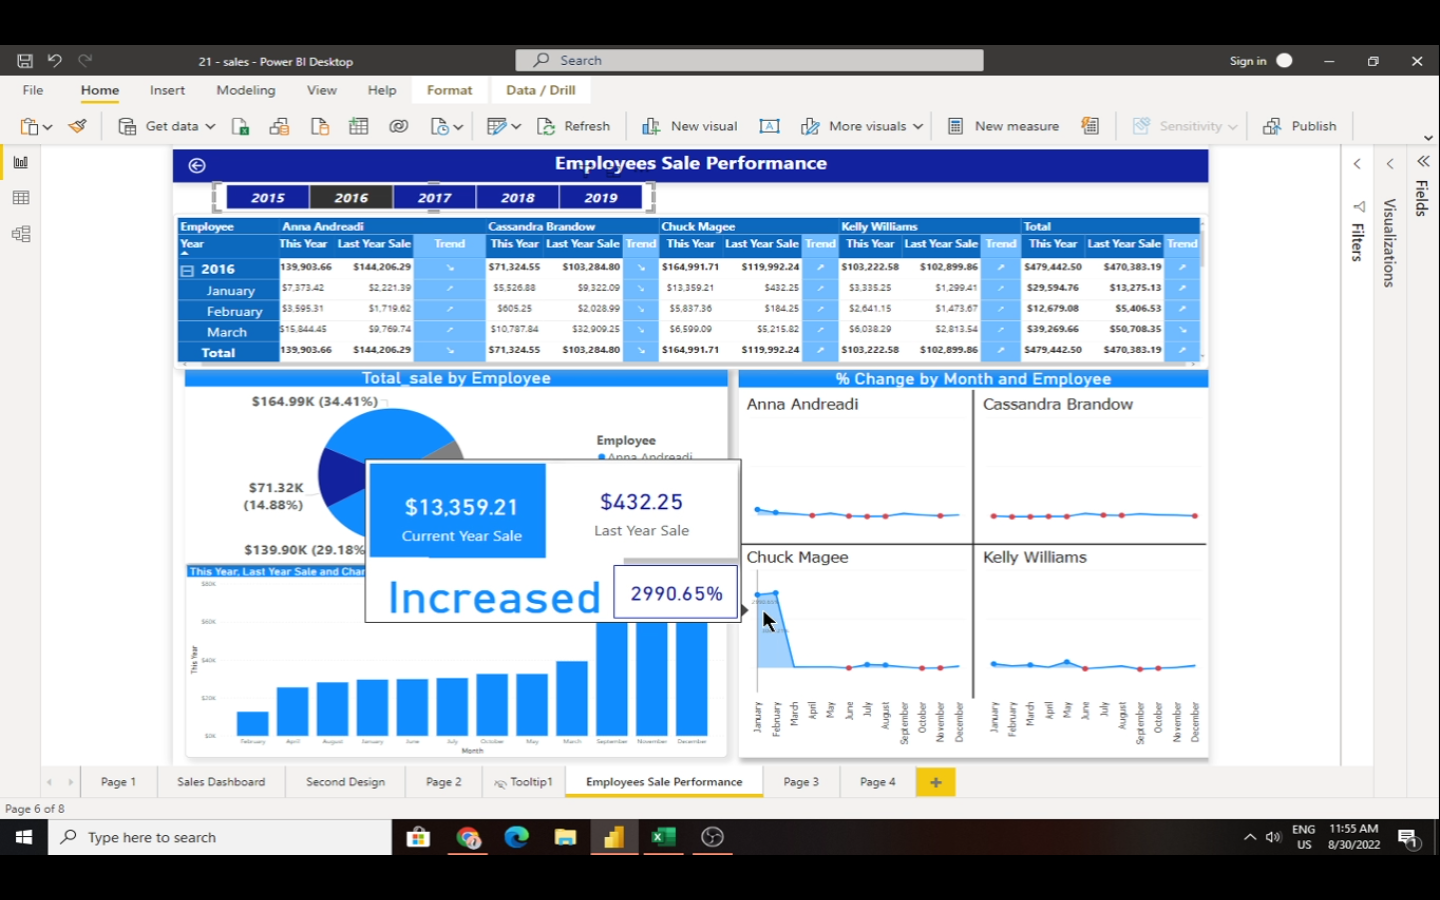 21 - sales - Power BI Desktop
Search
Sign in
File
Home
Insert
Modeling
View
Help
Format
Data / Drill
Get data
Refresh
New visual
More visuals
New measure
Sensitivity
Publish
Employees Sale Performance
2015 2016 2017 2018 2019
Employee Anna Andreadi Cassandra Brandow Chuck Magee Kelly Williams Total
Year This Year Last Year Sale Trend This Year Last Year Sale Trend This Year Last Year Sale Trend This Year Last Year Sale Trend This Year Last Year Sale Trend
2016 139,903.66 $144,206.29 $71,324.55 $103,284.80 $164,991.71 $119,992.24 $103,222.58 $102,899.86 $479,442.50 $470,383.19
January $7,373.42 $2,221.39 $5,526.88 $9,322.09 $13,359.21 $432.25 $3,335.25 $1,299.41 $29,594.76 $13,275.13
February $3,595.31 $1,719.62 $605.25 $2,028.99 $5,837.36 $184.25 $2,641.15 $1,473.67 $12,679.08 $5,406.53
March $15,844.45 $9,769.74 $10,787.84 $32,909.25 $6,599.09 $5,215.82 $6,038.29 $2,813.54 $39,269.66 $50,708.35
Total 139,903.66 $144,206.29 $71,324.55 $103,284.80 $164,991.71 $119,992.24 $103,222.58 $102,899.86 $479,442.50 $470,383.19
Total_sale by Employee
$164.99K (34.41%)
Employee
Anna Andreadi
$71.32K
(14.88%)
$139.90K (29.18%
$13,359.21
Current Year Sale
$432.25
Last Year Sale
Increased
2990.65%
This Year, Last Year Sale and Char
$80K
$60K
$40K
$20K
$0K
This Year
February April August January June July October May March September November December
Month
% Change by Month and Employee
Anna Andreadi
Cassandra Brandow
Chuck Magee
Kelly Williams
January February March April May June July August September October November December
January February March April May June July August September October November December
Filters
Visualizations
Fields
Page 1
Sales Dashboard
Second Design
Page 2
Tooltip1
Employees Sale Performance
Page 3
Page 4
Page 6 of 8
Type here to search
ENG
US
11:55 AM
8/30/2022
1